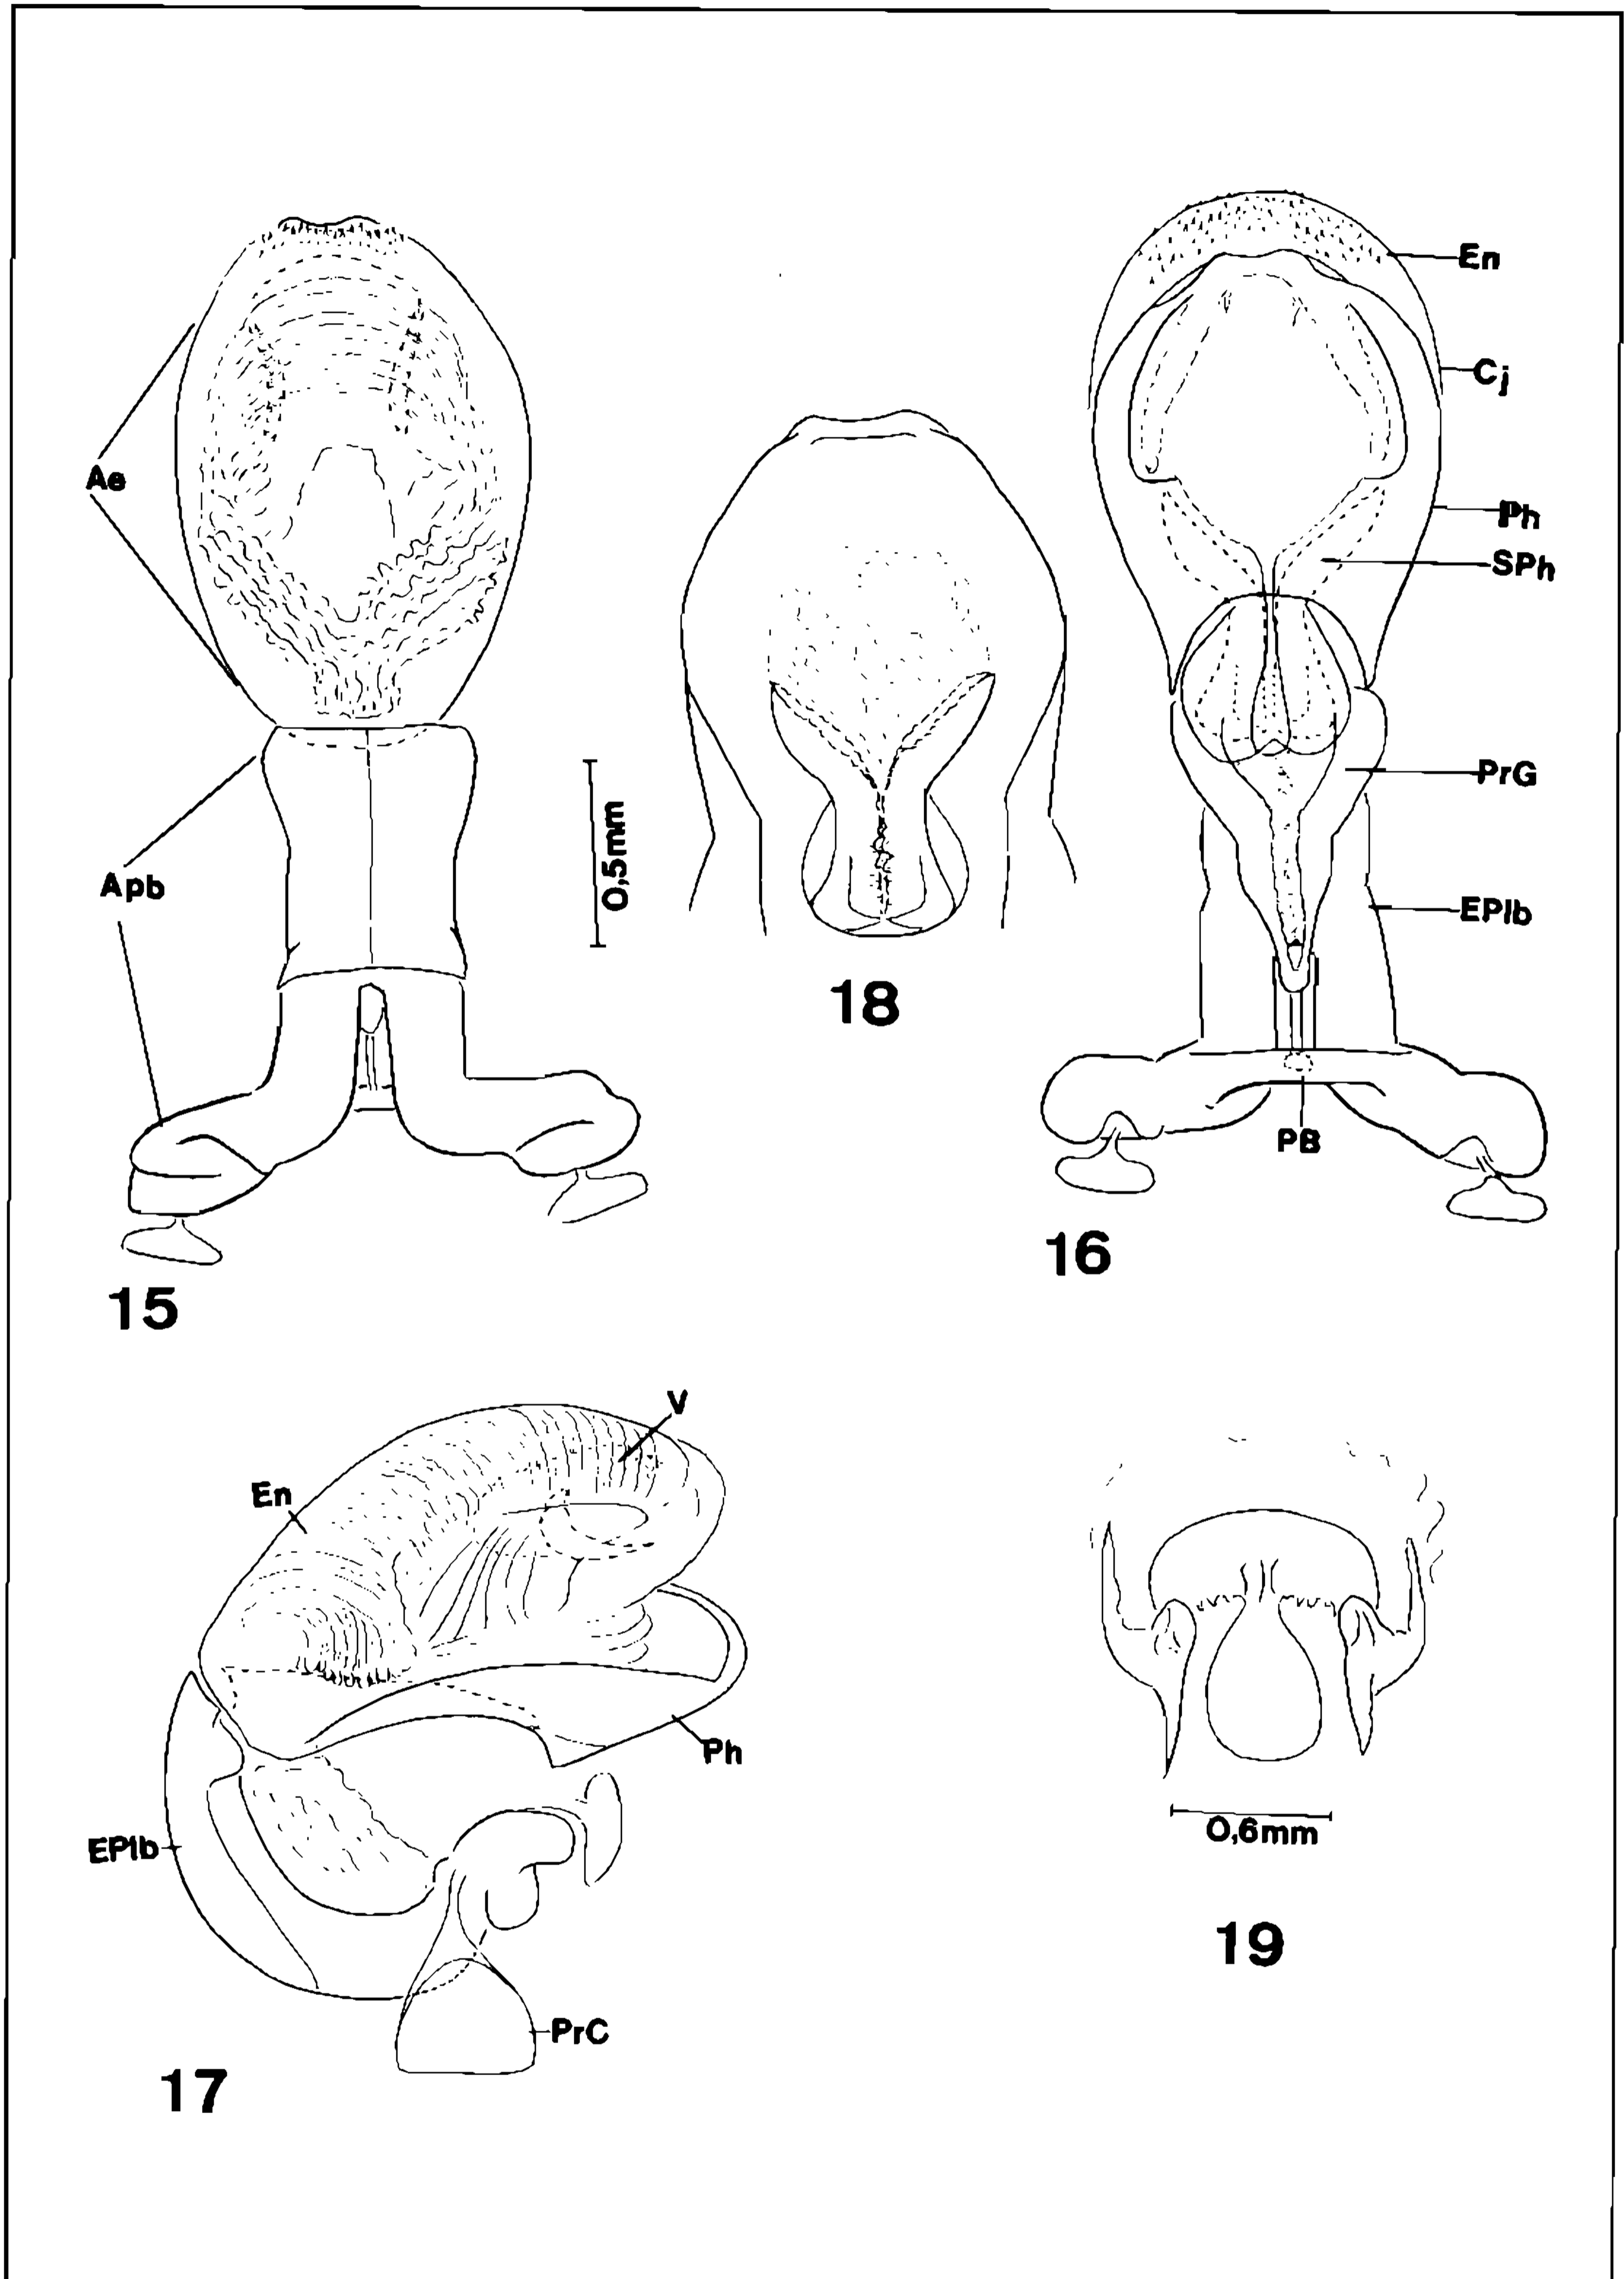 Ae
Apb
0,5mm
15
18
En
Cj
Ph
SPh
PrG
EPlb
PB
16
V
En
Ph
EPlb
PrC
17
0,6mm
19